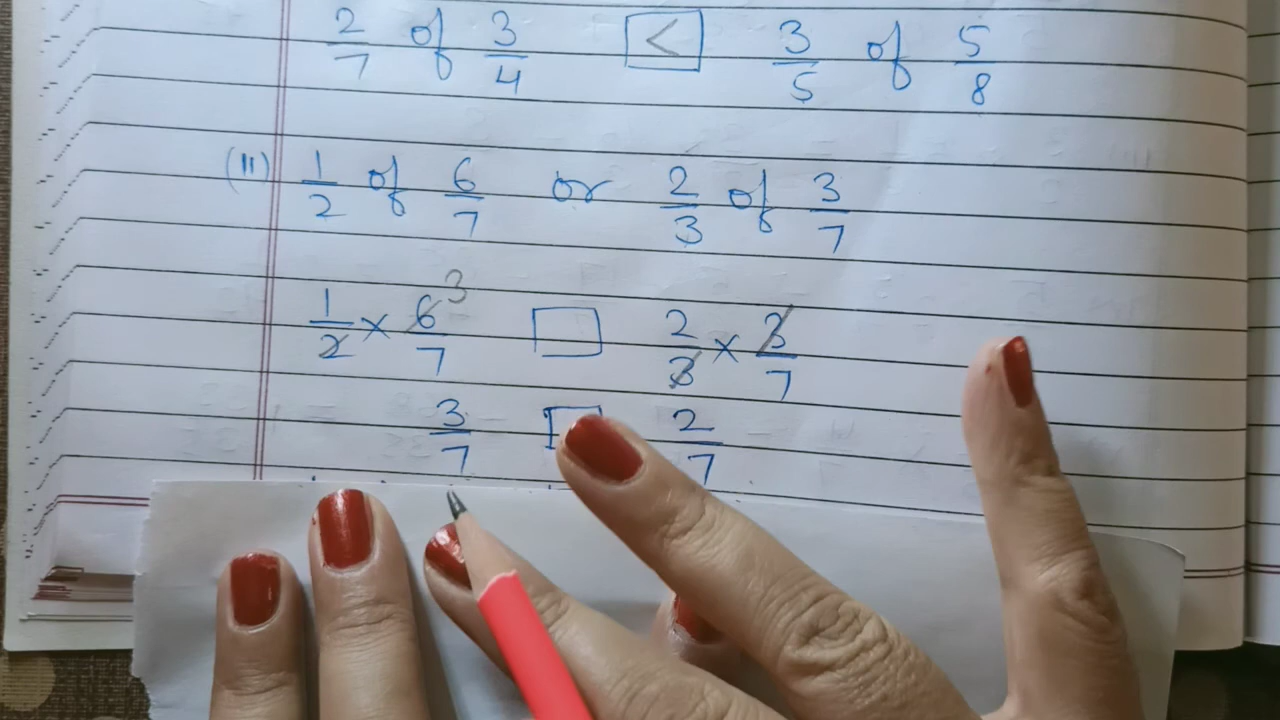 2/7 of 3/4 < 3/5 of 5/8
(II) 1/2 of 6/7 or 2/3 of 3/7
1/2 × 6/7 3 □ 2/3 × 3/7
3/7 □ 2/7